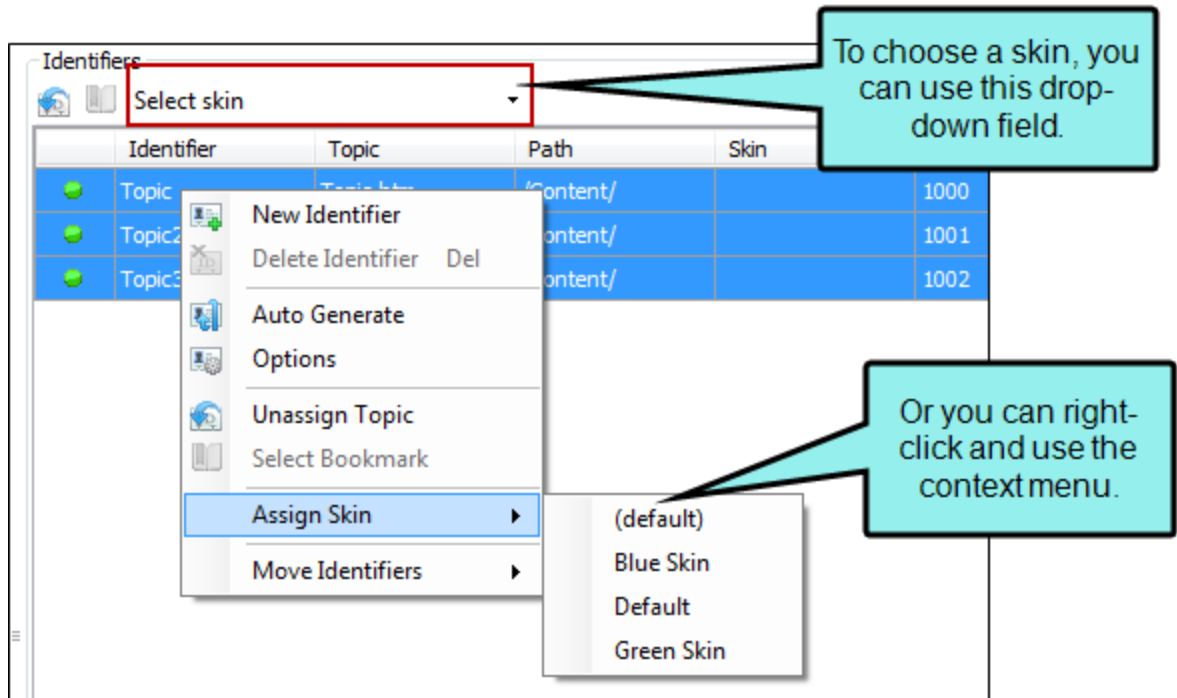 To choose a skin, you
can use this drop-
down field.
Identifiers
Select skin
Identifier Topic Path Skin
Topic Topic.htm /Content/ 1000
Topic2 /Content/ 1001
Topic3 /Content/ 1002
New Identifier
Delete Identifier Del
Auto Generate
Options
Unassign Topic
Select Bookmark
Assign Skin
Move Identifiers
Or you can right-
click and use the
context menu.
(default)
Blue Skin
Default
Green Skin